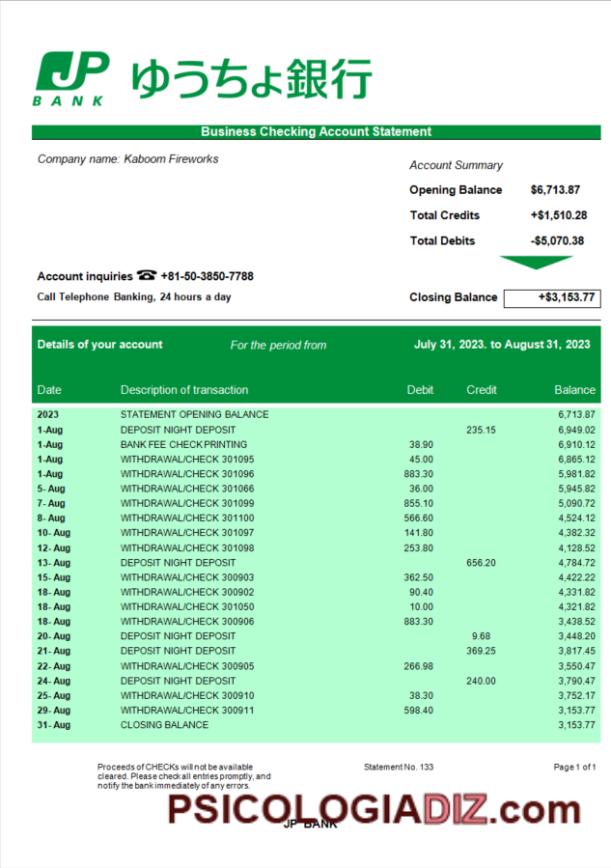 JP
BANK
ゆうちょ銀行
Business Checking Account Statement
Company name: Kaboom Fireworks
Account Summary
Opening Balance $6,713.87
Total Credits +$1,510.28
Total Debits -$5,070.38
Account inquiries ☎ +81-50-3850-7788
Call Telephone Banking, 24 hours a day
Closing Balance +$3,153.77
Details of your account For the period from July 31, 2023. to August 31, 2023
Date Description of transaction Debit Credit Balance
2023 STATEMENT OPENING BALANCE 6,713.87
1-Aug DEPOSIT NIGHT DEPOSIT 235.15 6,949.02
1-Aug BANK FEE CHECK PRINTING 38.90 6,910.12
1-Aug WITHDRAWAL/CHECK 301095 45.00 6,865.12
1-Aug WITHDRAWAL/CHECK 301096 883.30 5,981.82
5- Aug WITHDRAWAL/CHECK 301066 36.00 5,945.82
7- Aug WITHDRAWAL/CHECK 301099 855.10 5,090.72
8- Aug WITHDRAWAL/CHECK 301100 566.60 4,524.12
10- Aug WITHDRAWAL/CHECK 301097 141.80 4,382.32
12- Aug WITHDRAWAL/CHECK 301098 253.80 4,128.52
13- Aug DEPOSIT NIGHT DEPOSIT 656.20 4,784.72
15- Aug WITHDRAWAL/CHECK 300903 362.50 4,422.22
18- Aug WITHDRAWAL/CHECK 300902 90.40 4,331.82
18- Aug WITHDRAWAL/CHECK 301050 10.00 4,321.82
18- Aug WITHDRAWAL/CHECK 300906 883.30 3,438.52
20- Aug DEPOSIT NIGHT DEPOSIT 9.68 3,448.20
21- Aug DEPOSIT NIGHT DEPOSIT 369.25 3,817.45
22- Aug WITHDRAWAL/CHECK 300905 266.98 3,550.47
24- Aug DEPOSIT NIGHT DEPOSIT 240.00 3,790.47
25- Aug WITHDRAWAL/CHECK 300910 38.30 3,752.17
29- Aug WITHDRAWAL/CHECK 300911 598.40 3,153.77
31- Aug CLOSING BALANCE 3,153.77
Proceeds of CHECKs will not be available Statement No. 133 Page 1 of 1
cleared. Please check all entries promptly, and
notify the bank immediately of any errors.
PSICOLOGIADIZ.com
JP BANK